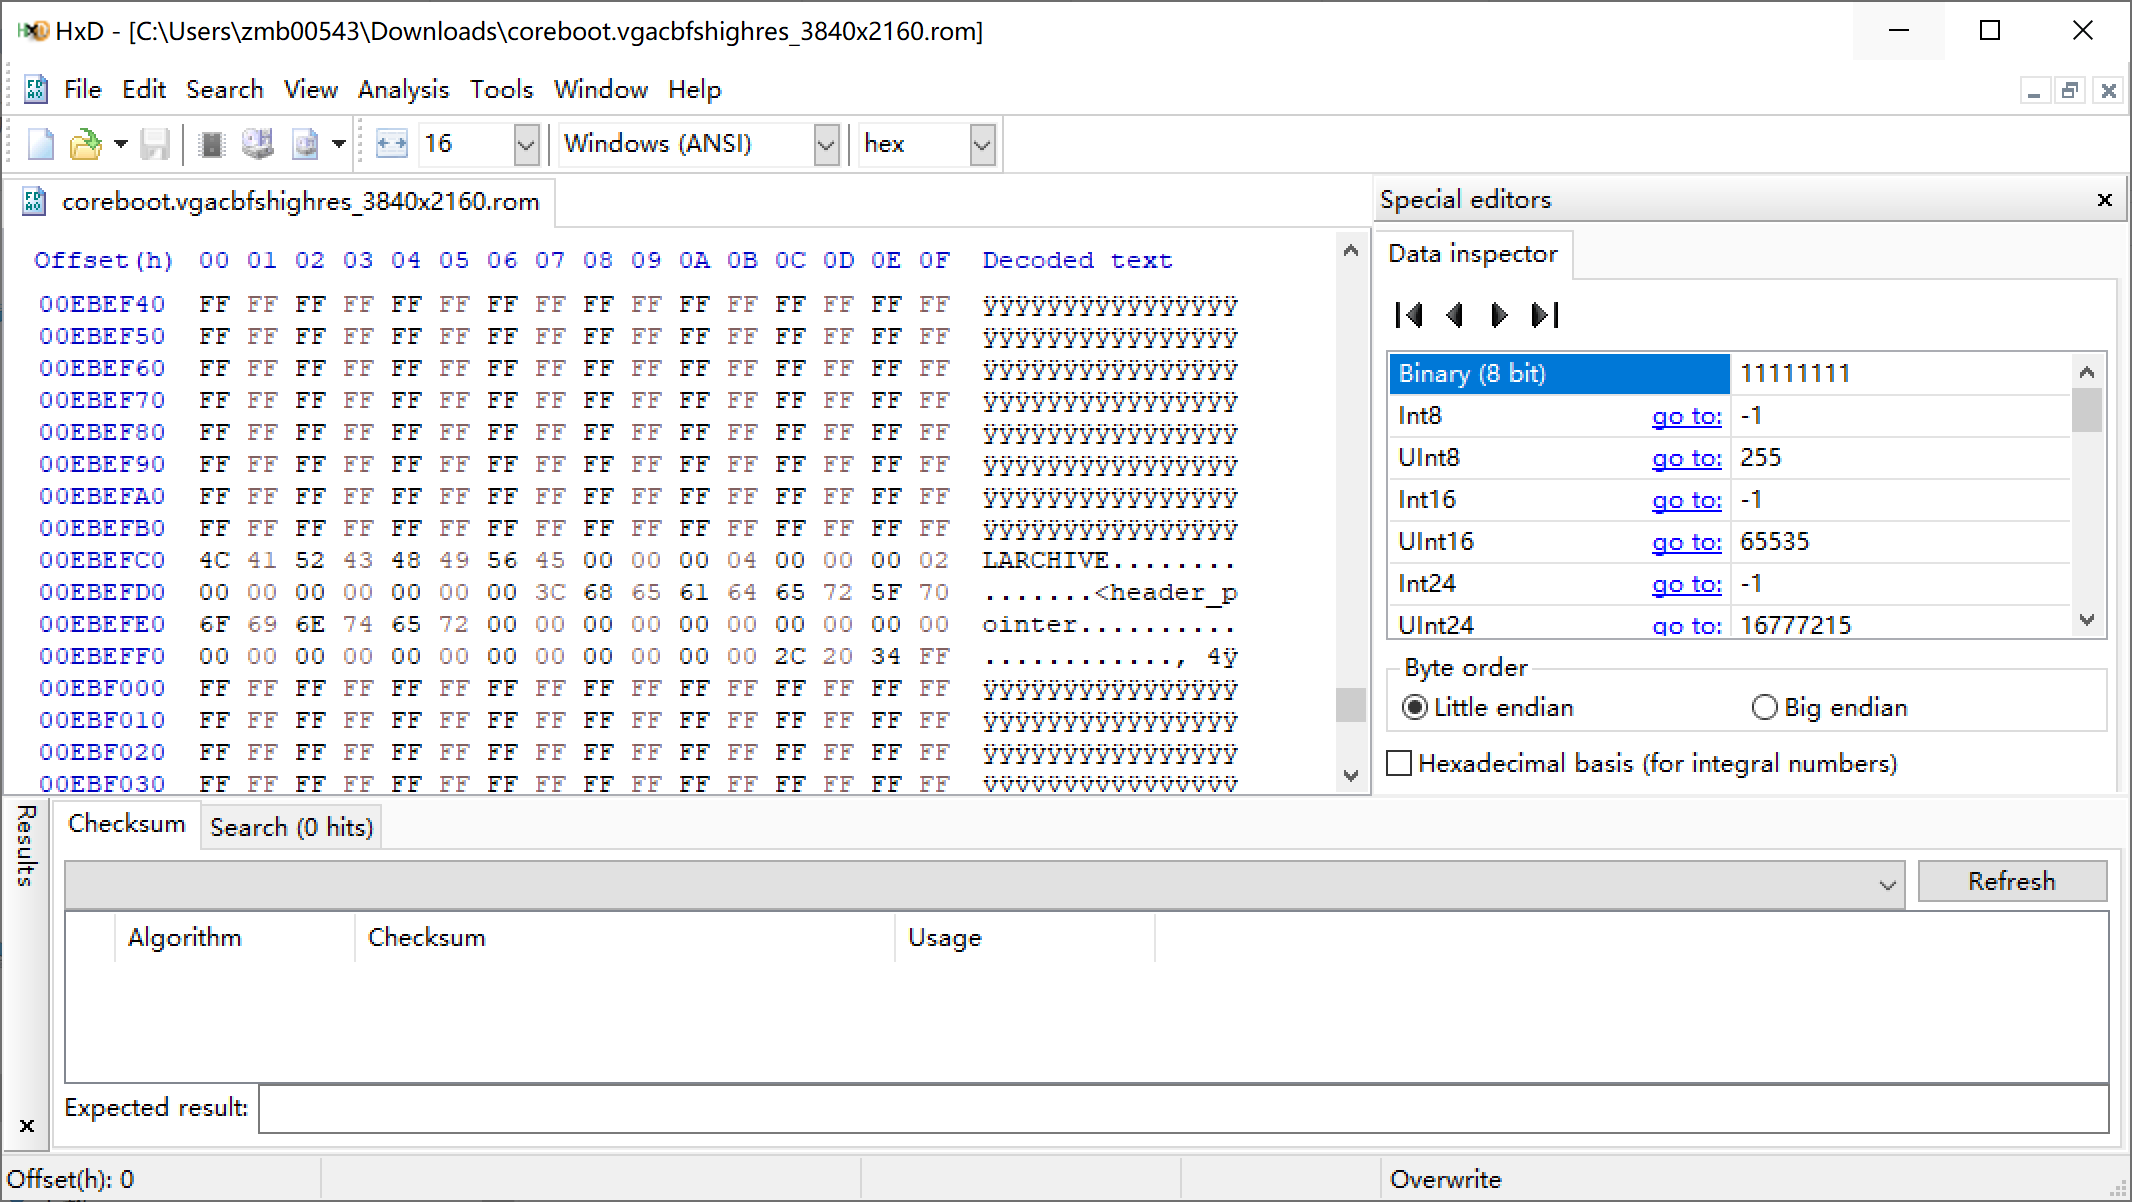 HxD - [C:\Users\zmb00543\Downloads\coreboot.vgacbfshighres_3840x2160.rom]
File Edit Search View Analysis Tools Window Help
16 Windows (ANSI) hex
coreboot.vgacbfshighres_3840x2160.rom
Offset(h) 00 01 02 03 04 05 06 07 08 09 0A 0B 0C 0D 0E 0F Decoded text
00EBEF40 FF FF FF FF FF FF FF FF FF FF FF FF FF FF FF FF ÿÿÿÿÿÿÿÿÿÿÿÿÿÿÿÿ
00EBEF50 FF FF FF FF FF FF FF FF FF FF FF FF FF FF FF FF ÿÿÿÿÿÿÿÿÿÿÿÿÿÿÿÿ
00EBEF60 FF FF FF FF FF FF FF FF FF FF FF FF FF FF FF FF ÿÿÿÿÿÿÿÿÿÿÿÿÿÿÿÿ
00EBEF70 FF FF FF FF FF FF FF FF FF FF FF FF FF FF FF FF ÿÿÿÿÿÿÿÿÿÿÿÿÿÿÿÿ
00EBEF80 FF FF FF FF FF FF FF FF FF FF FF FF FF FF FF FF ÿÿÿÿÿÿÿÿÿÿÿÿÿÿÿÿ
00EBEF90 FF FF FF FF FF FF FF FF FF FF FF FF FF FF FF FF ÿÿÿÿÿÿÿÿÿÿÿÿÿÿÿÿ
00EBEFA0 FF FF FF FF FF FF FF FF FF FF FF FF FF FF FF FF ÿÿÿÿÿÿÿÿÿÿÿÿÿÿÿÿ
00EBEFB0 FF FF FF FF FF FF FF FF FF FF FF FF FF FF FF FF ÿÿÿÿÿÿÿÿÿÿÿÿÿÿÿÿ
00EBEFC0 4C 41 52 43 48 49 56 45 00 00 00 04 00 00 00 02 LARCHIVE........
00EBEFD0 00 00 00 00 00 00 00 3C 68 65 61 64 65 72 5F 70 .......<header_p
00EBEFE0 6F 69 6E 74 65 72 00 00 00 00 00 00 00 00 00 00 ointer..........
00EBEFF0 00 00 00 00 00 00 00 00 00 00 00 00 2C 20 34 FF ............, 4ÿ
00EBF000 FF FF FF FF FF FF FF FF FF FF FF FF FF FF FF FF ÿÿÿÿÿÿÿÿÿÿÿÿÿÿÿÿ
00EBF010 FF FF FF FF FF FF FF FF FF FF FF FF FF FF FF FF ÿÿÿÿÿÿÿÿÿÿÿÿÿÿÿÿ
00EBF020 FF FF FF FF FF FF FF FF FF FF FF FF FF FF FF FF ÿÿÿÿÿÿÿÿÿÿÿÿÿÿÿÿ
00EBF030 FF FF FF FF FF FF FF FF FF FF FF FF FF FF FF FF ÿÿÿÿÿÿÿÿÿÿÿÿÿÿÿÿ
Special editors
Data inspector
Binary (8 bit) 11111111
Int8 go to: -1
UInt8 go to: 255
Int16 go to: -1
UInt16 go to: 65535
Int24 go to: -1
UInt24 go to: 16777215
Byte order
Little endian Big endian
Hexadecimal basis (for integral numbers)
Results
Checksum Search (0 hits)
Refresh
Algorithm Checksum Usage
Expected result:
Offset(h): 0 Overwrite